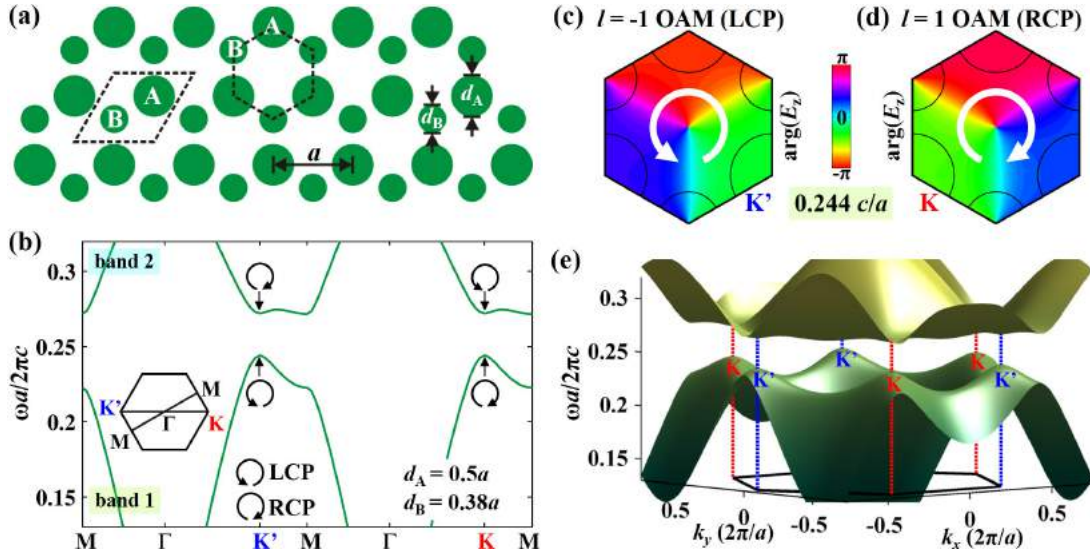 (a)
A
B
A
B
a
d_B
d_A
(c) l = -1 OAM (LCP)
K'
π
0
-π
arg(E_z)
0.244 c/a
(d) l = 1 OAM (RCP)
K
arg(E_z)
(b)
band 2
band 1
ωa/2πc
0.3
0.25
0.2
0.15
K'
M
Γ
M
K
LCP
RCP
d_A = 0.5a
d_B = 0.38a
M Γ K' M Γ K M
(e)
ωa/2πc
0.3
0.25
0.2
0.15
K
K'
K'
K
K
K'
0.5
0
-0.5
k_y (2π/a)
-0.5
0
0.5
k_x (2π/a)